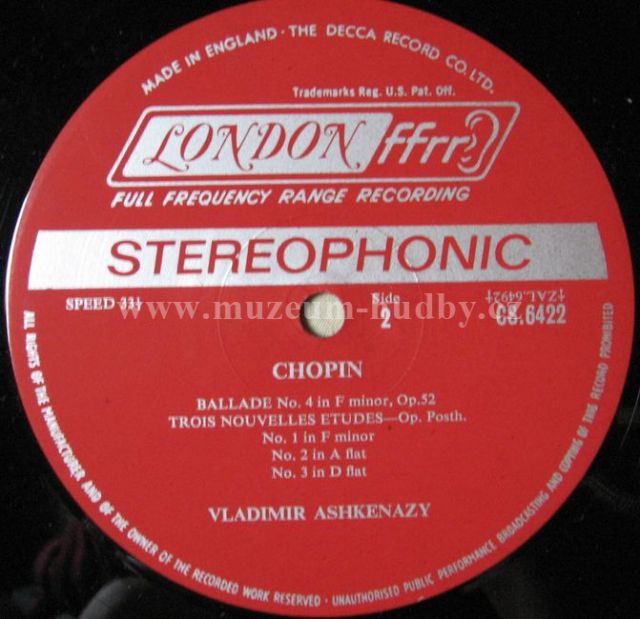 MADE IN ENGLAND · THE DECCA RECORD CO. LTD.
Trademarks Reg. U.S. Pat. Off.
LONDON ffrr
FULL FREQUENCY RANGE RECORDING
STEREOPHONIC
SPEED 33⅓
Side
2
‡ZAL.6492‡
CS.6422
www.muzeum-hudby.cz
CHOPIN
BALLADE No. 4 in F minor, Op.52
TROIS NOUVELLES ETUDES—Op. Posth.
No. 1 in F minor
No. 2 in A flat
No. 3 in D flat
VLADIMIR ASHKENAZY
ALL RIGHTS OF THE MANUFACTURER AND OF THE OWNER OF THE RECORDED WORK RESERVED · UNAUTHORISED PUBLIC PERFORMANCE BROADCASTING AND COPYING OF THIS RECORD PROHIBITED